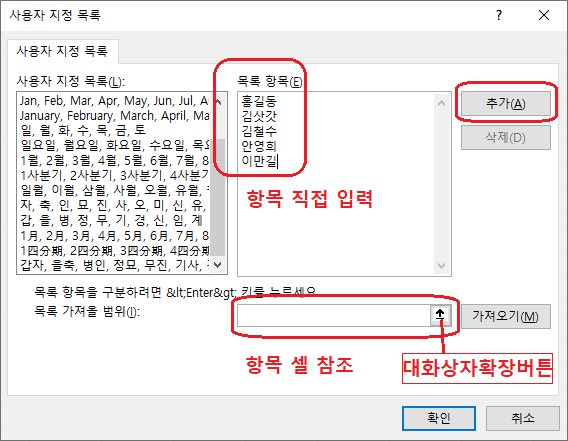 사용자 지정 목록
사용자 지정 목록
사용자 지정 목록(L):
Jan, Feb, Mar, Apr, May, Jun, Jul, A
January, February, March, April, Ma
일, 월, 화, 수, 목, 금, 토
일요일, 월요일, 화요일, 수요일, 목요
1월, 2월, 3월, 4월, 5월, 6월, 7월, 8
1사분기, 2사분기, 3사분기, 4사분기
일월, 이월, 삼월, 사월, 오월, 유월,
자, 축, 인, 묘, 진, 사, 오, 미, 신, 유,
갑, 을, 병, 정, 무, 기, 경, 신, 임, 계
1月, 2月, 3月, 4月, 5月, 6月, 7月, 8
1四分期, 2四分期, 3四分期, 4四分期
갑자, 을축, 병인, 정묘, 무진, 기사,
목록 항목(E)
홍길동
김삿갓
김철수
안영희
이만길
항목 직접 입력
추가(A)
삭제(D)
목록 항목을 구분하려면 &lt;Enter&gt; 키를 누르세요
목록 가져올 범위(I):
가져오기(M)
항목 셀 참조
대화상자확장버튼
확인
취소